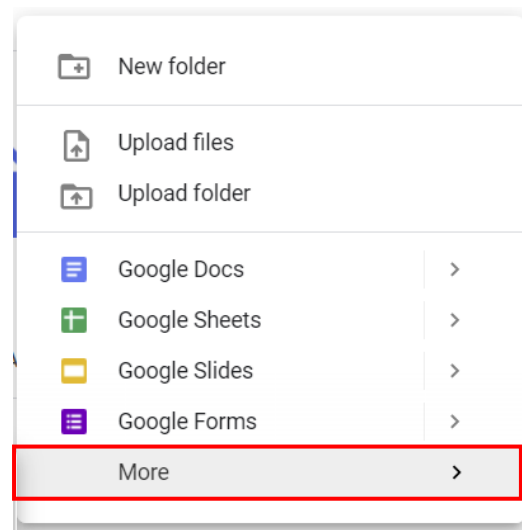 New folder
Upload files
Upload folder
Google Docs
Google Sheets
Google Slides
Google Forms
More